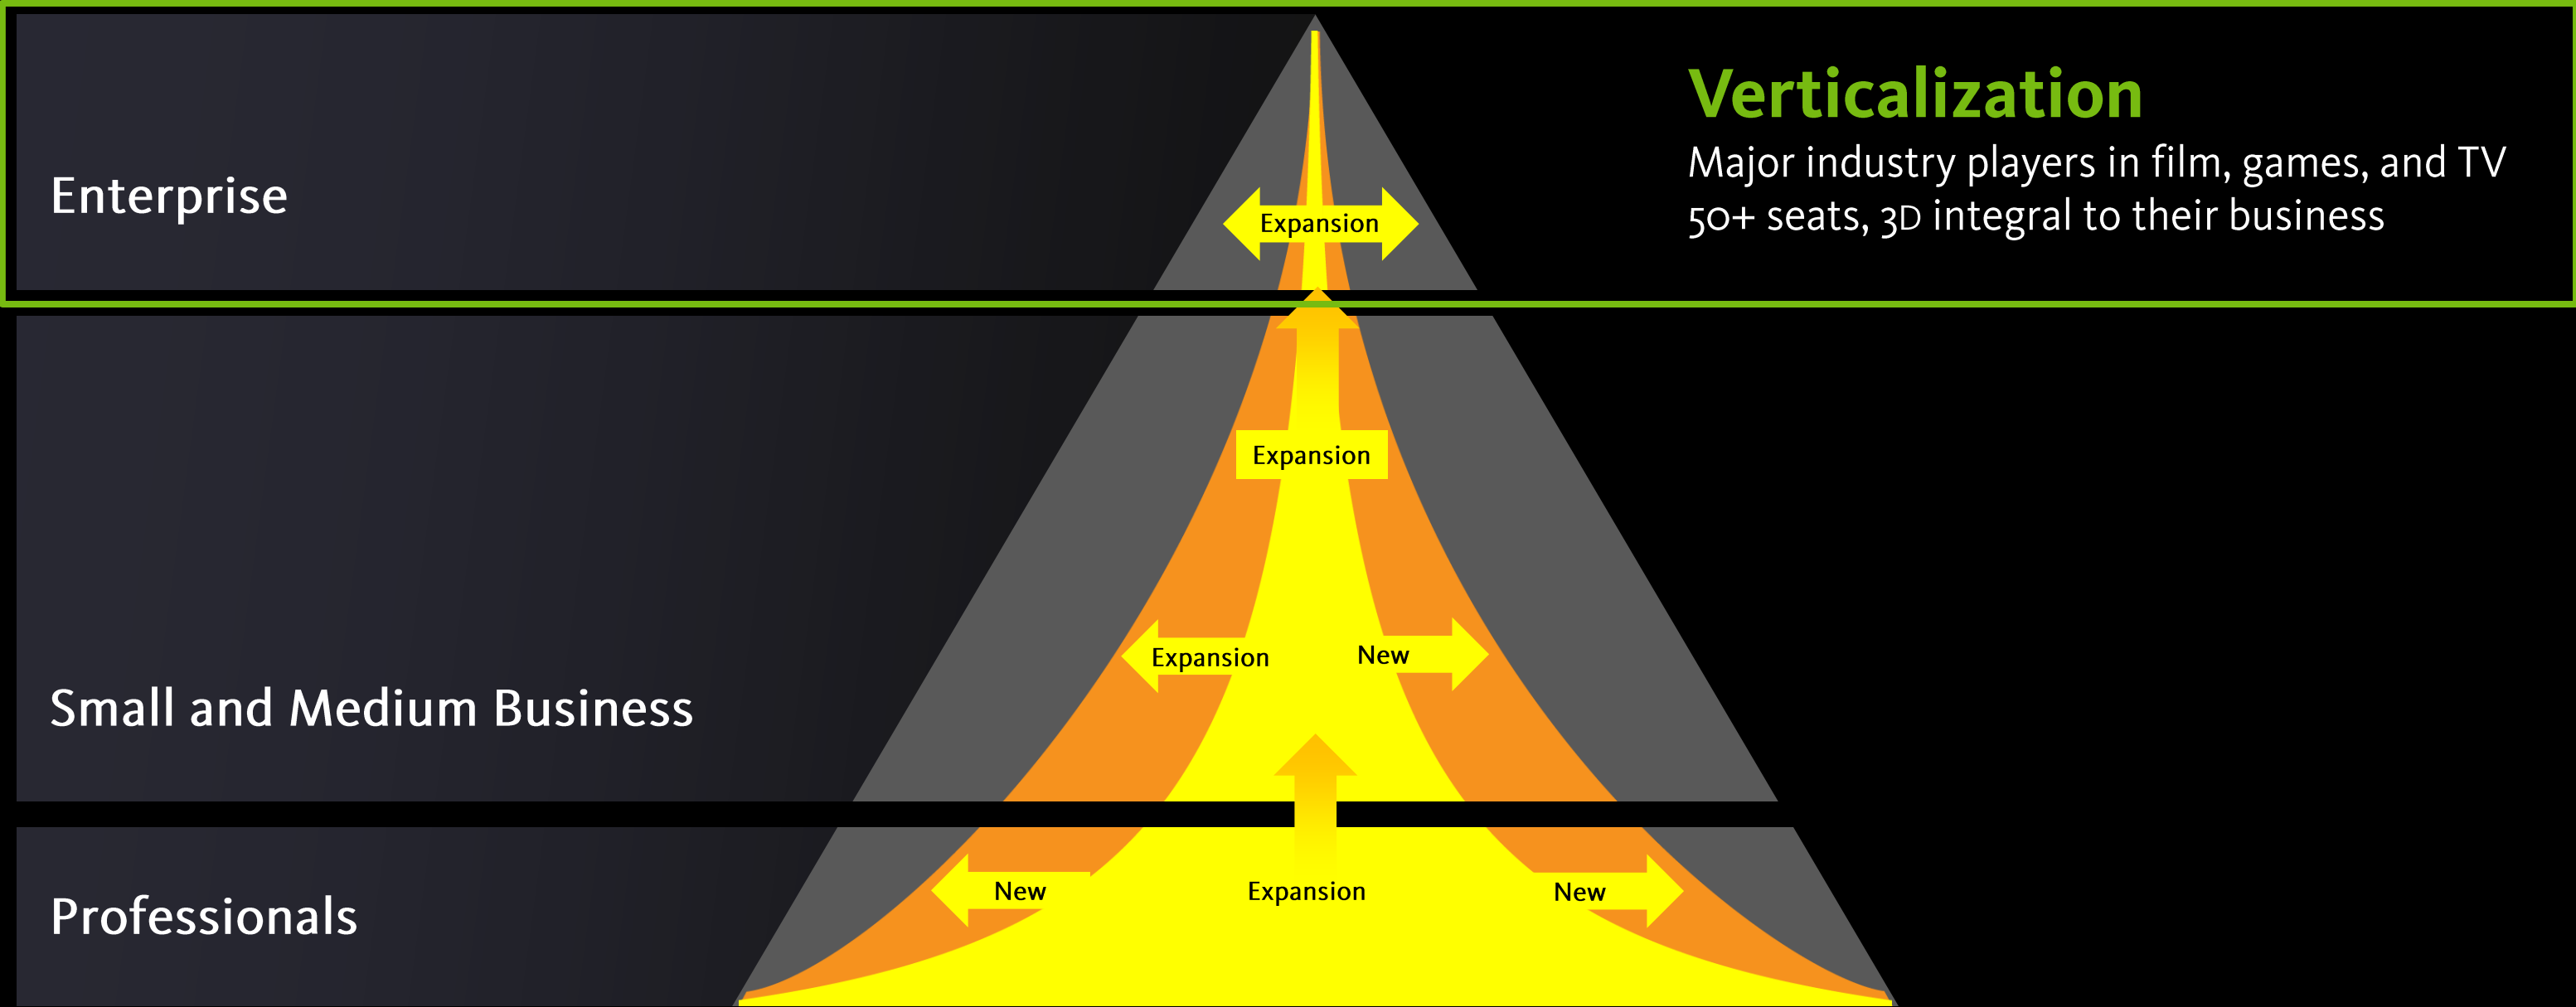 Verticalization
Major industry players in film, games, and TV
50+ seats, 3D integral to their business
Enterprise
Expansion
Expansion
Expansion
New
Small and Medium Business
New
Expansion
New
Professionals